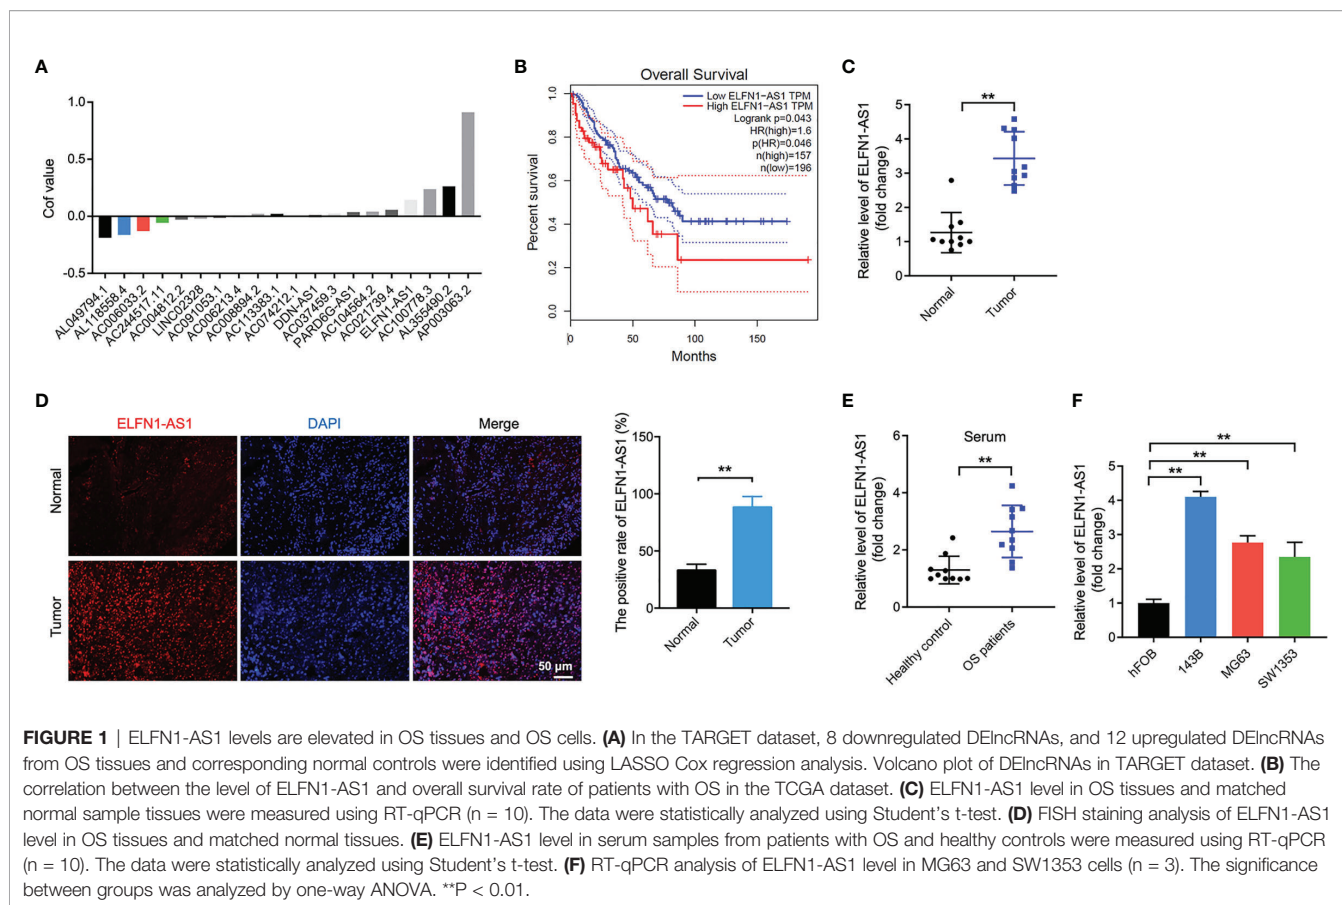 A
Cof value
1.0
0.5
0.0
-0.5
AL049794.1
AL118558.4
AC006033.2
AC244517.11
AC004812.2
LINC02328
AC091053.1
AC006213.4
AC008894.2
AC113383.1
AC074212.1
DDN-AS1
AC037459.3
PARD6G-AS1
AC104564.2
AC021739.4
ELFN1-AS1
AC100778.3
AL355490.2
AP003063.2
B
Overall Survival
Low ELFN1−AS1 TPM
High ELFN1−AS1 TPM
Logrank p=0.043
HR(high)=1.6
p(HR)=0.046
n(high)=157
n(low)=196
Percent survival
1.0
0.8
0.6
0.4
0.2
0.0
0
50
100
150
Months
C
Relative level of ELFN1-AS1
(fold change)
5
4
3
2
1
0
**
Normal
Tumor
D
ELFN1-AS1
DAPI
Merge
Normal
Tumor
50 μm
The positive rate of ELFN1-AS1 (%)
150
100
50
0
**
Normal
Tumor
E
Serum
Relative level of ELFN1-AS1
(fold change)
6
4
2
0
**
Healthy control
OS patients
F
Relative level of ELFN1-AS1
(fold change)
5
4
3
2
1
0
**
**
**
hFOB
143B
MG63
SW1353
FIGURE 1 | ELFN1-AS1 levels are elevated in OS tissues and OS cells. (A) In the TARGET dataset, 8 downregulated DElncRNAs, and 12 upregulated DElncRNAs
from OS tissues and corresponding normal controls were identified using LASSO Cox regression analysis. Volcano plot of DElncRNAs in TARGET dataset. (B) The
correlation between the level of ELFN1-AS1 and overall survival rate of patients with OS in the TCGA dataset. (C) ELFN1-AS1 level in OS tissues and matched
normal sample tissues were measured using RT-qPCR (n = 10). The data were statistically analyzed using Student's t-test. (D) FISH staining analysis of ELFN1-AS1
level in OS tissues and matched normal tissues. (E) ELFN1-AS1 level in serum samples from patients with OS and healthy controls were measured using RT-qPCR
(n = 10). The data were statistically analyzed using Student's t-test. (F) RT-qPCR analysis of ELFN1-AS1 level in MG63 and SW1353 cells (n = 3). The significance
between groups was analyzed by one-way ANOVA. **P < 0.01.